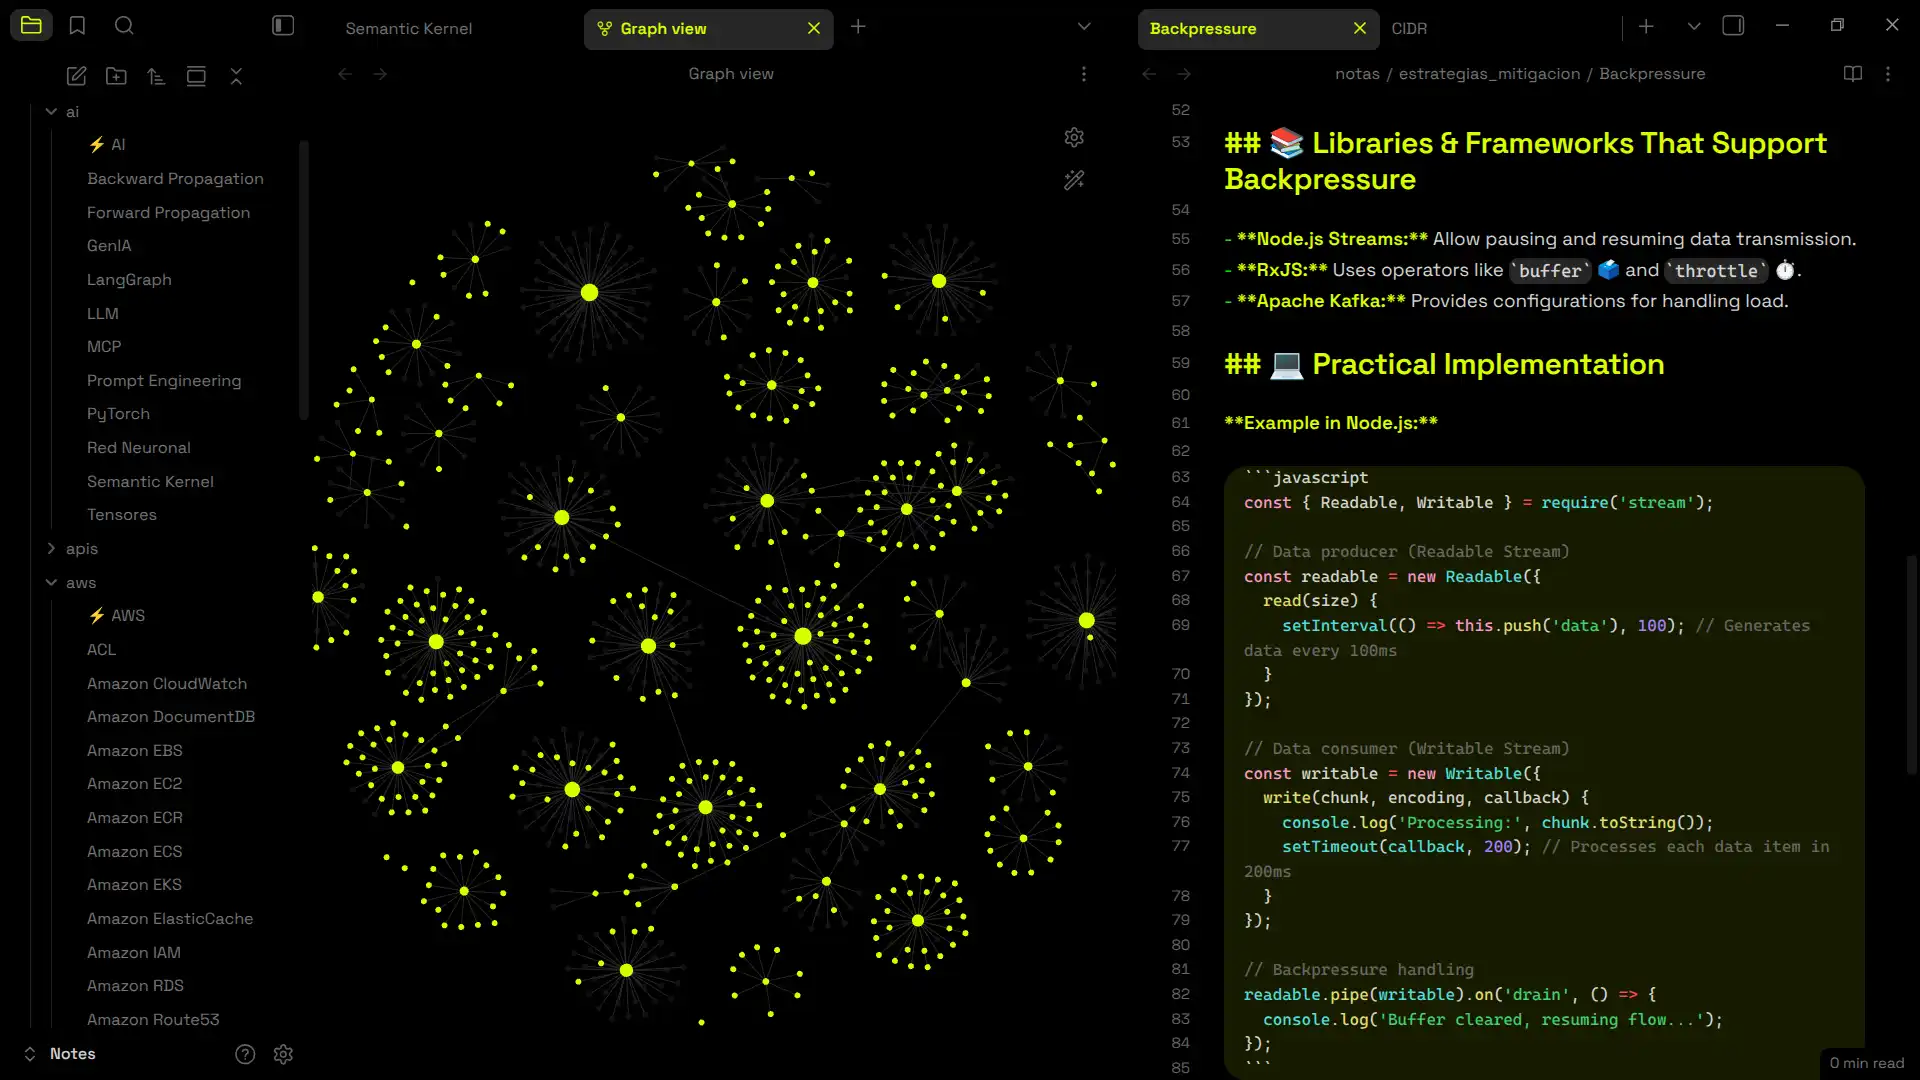 Semantic Kernel
Graph view
Backpressure
CIDR
Graph view
notas / estrategias_mitigacion / Backpressure
ai
⚡ AI
Backward Propagation
Forward Propagation
GenIA
LangGraph
LLM
MCP
Prompt Engineering
PyTorch
Red Neuronal
Semantic Kernel
Tensores
apis
aws
⚡ AWS
ACL
Amazon CloudWatch
Amazon DocumentDB
Amazon EBS
Amazon EC2
Amazon ECR
Amazon ECS
Amazon EKS
Amazon ElasticCache
Amazon IAM
Amazon RDS
Amazon Route53
Notes
52
53 ## 📚 Libraries & Frameworks That Support
Backpressure
54
55 - **Node.js Streams:** Allow pausing and resuming data transmission.
56 - **RxJS:** Uses operators like `buffer` 🗳️ and `throttle` ⏱️.
57 - **Apache Kafka:** Provides configurations for handling load.
58
59 ## 💻 Practical Implementation
60
61 **Example in Node.js:**
62
63 ```javascript
64 const { Readable, Writable } = require('stream');
65
66 // Data producer (Readable Stream)
67 const readable = new Readable({
68   read(size) {
69     setInterval(() => this.push('data'), 100); // Generates
data every 100ms
70   }
71 });
72
73 // Data consumer (Writable Stream)
74 const writable = new Writable({
75   write(chunk, encoding, callback) {
76     console.log('Processing:', chunk.toString());
77     setTimeout(callback, 200); // Processes each data item in
200ms
78   }
79 });
80
81 // Backpressure handling
82 readable.pipe(writable).on('drain', () => {
83   console.log('Buffer cleared, resuming flow...');
84 });
85 ```
0 min read